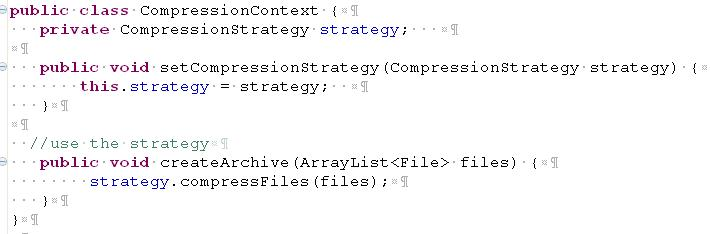 public class CompressionContext {
    private CompressionStrategy strategy;

    public void setCompressionStrategy(CompressionStrategy strategy) {
        this.strategy = strategy;
    }

  //use the strategy
    public void createArchive(ArrayList<File> files) {
         strategy.compressFiles(files);
    }
}